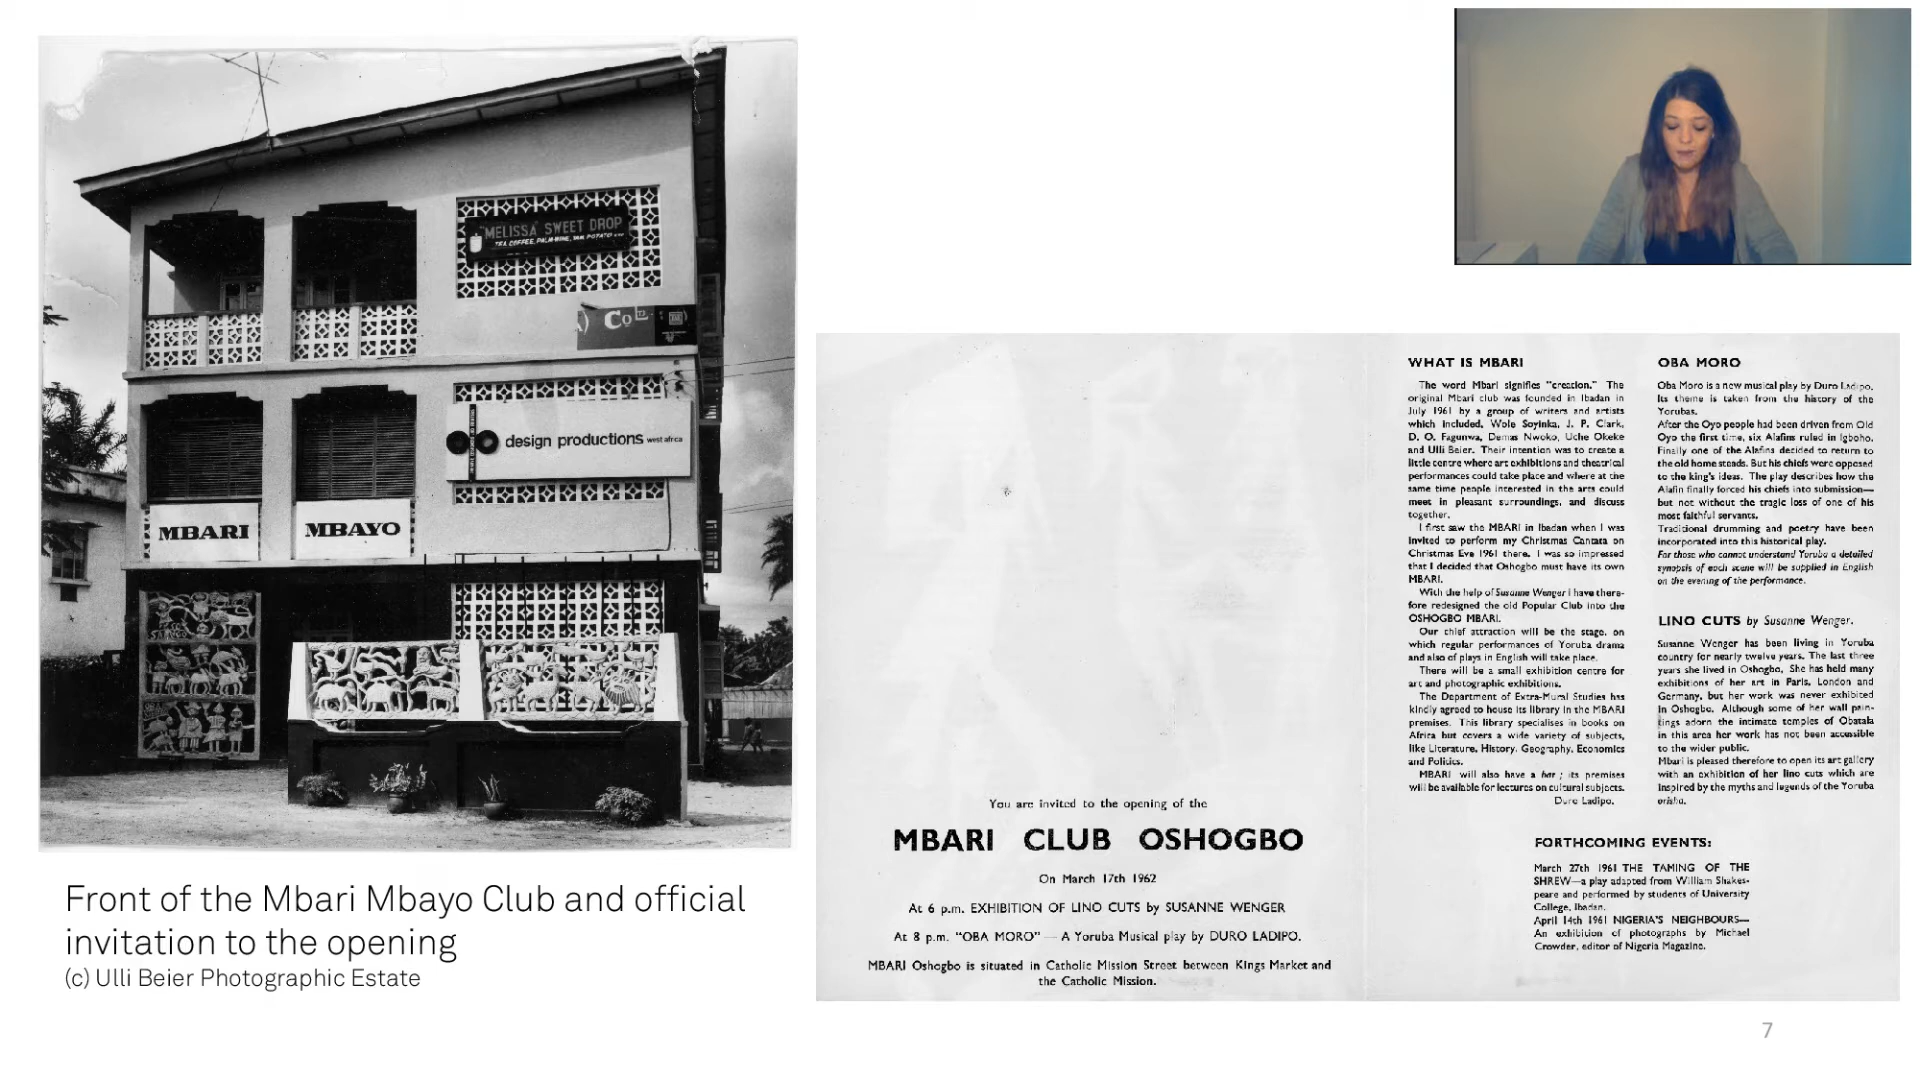 MELISSA SWEET DROP
TEA, COFFEE, PALM-WINE, YAM, POTATO
COLD
design productions west africa
MBARI
MBAYO
Front of the Mbari Mbayo Club and official
invitation to the opening
(c) Ulli Beier Photographic Estate
You are invited to the opening of the
MBARI CLUB OSHOGBO
On March 17th 1962
At 6 p.m. EXHIBITION OF LINO CUTS by SUSANNE WENGER
At 8 p.m. "OBA MORO" — A Yoruba Musical play by DURO LADIPO.
MBARI Oshogbo is situated in Catholic Mission Street between Kings Market and
the Catholic Mission.
WHAT IS MBARI
The word Mbari signifies "creation." The
original Mbari club was founded in Ibadan in
July 1961 by a group of writers and artists
which included, Wole Soyinka, J. P. Clark,
D. O. Fagunwa, Demas Nwoko, Uche Okeke
and Ulli Beier. Their intention was to create a
little centre where art exhibitions and theatrical
performances could take place and where at the
same time people interested in the arts could
meet in pleasant surroundings, and discuss
together.
I first saw the MBARI in Ibadan when I was
invited to perform my Christmas Cantata on
Christmas Eve 1961 there. I was so impressed
that I decided that Oshogbo must have its own
MBARI.
With the help of Susanne Wenger I have there-
fore redesigned the old Popular Club into the
OSHOGBO MBARI.
Our chief attraction will be the stage, on
which regular performances of Yoruba drama
and also of plays in English will take place.
There will be a small exhibition centre for
art and photographic exhibitions.
The Department of Extra-Mural Studies has
kindly agreed to house its library in the MBARI
premises. This library specialises in books on
Africa but covers a wide variety of subjects,
like Literature, History, Geography, Economics
and Politics.
MBARI will also have a bar ; its premises
will be available for lectures on cultural subjects.
Duro Ladipo.
OBA MORO
Oba Moro is a new musical play by Duro Ladipo.
Its theme is taken from the history of the
Yorubas.
After the Oyo people had been driven from Old
Oyo the first time, six Alafins ruled in Igboho.
Finally one of the Alafins decided to return to
the old homesteads. But his chiefs were opposed
to the king's ideas. The play describes how the
Alafin finally forced his chiefs into submission—
but not without the tragic loss of one of his
most faithful servants.
Traditional drumming and poetry have been
incorporated into this historical play.
For those who cannot understand Yoruba a detailed
synopsis of each scene will be supplied in English
on the evening of the performance.
LINO CUTS by Susanne Wenger.
Susanne Wenger has been living in Yoruba
country for nearly twelve years. The last three
years she lived in Oshogbo. She has held many
exhibitions of her art in Paris, London and
Germany, but her work was never exhibited
in Oshogbo. Although some of her wall pain-
tings adorn the intimate temples of Obatala
in this area her work has not been accessible
to the wider public.
Mbari is pleased therefore to open its art gallery
with an exhibition of her lino cuts which are
inspired by the myths and legends of the Yoruba
orisha.
FORTHCOMING EVENTS:
March 27th 1961 THE TAMING OF THE
SHREW—a play adapted from William Shakes-
peare and performed by students of University
College, Ibadan.
April 14th 1961 NIGERIA'S NEIGHBOURS—
An exhibition of photographs by Michael
Crowder, editor of Nigeria Magazine.
7